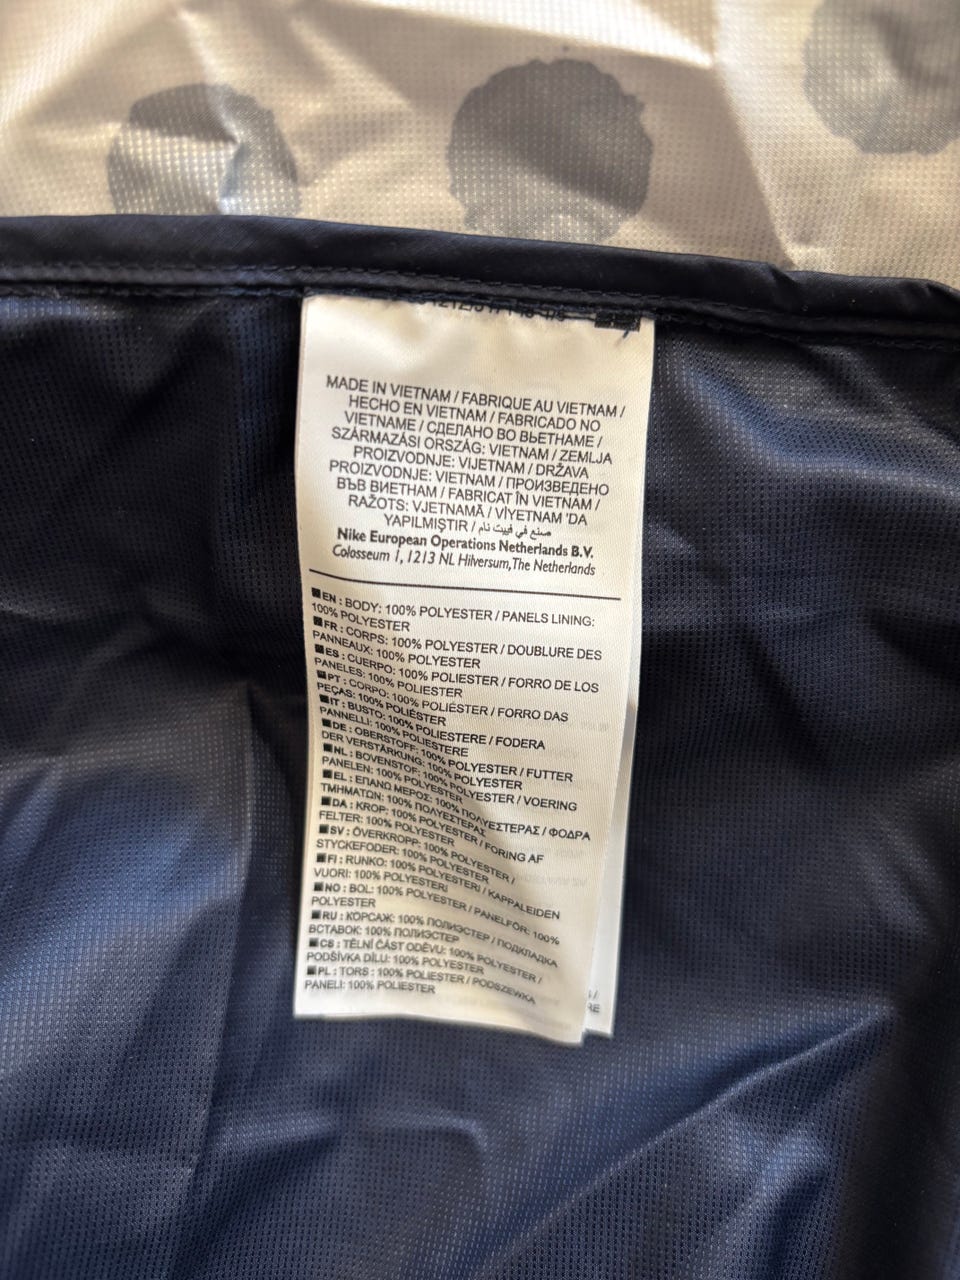 MADE IN VIETNAM / FABRIQUE AU VIETNAM /
HECHO EN VIETNAM / FABRICADO NO
VIETNAME / СДЕЛАНО ВО ВЬЕТНАМЕ /
SZÁRMAZÁSI ORSZÁG: VIETNAM / ZEMLJA
PROIZVODNJE: VIJETNAM / DRŽAVA
PROIZVODNJE: VIETNAM / ПРОИЗВЕДЕНО
ВЪВ ВИЕТНАМ / FABRICAT ÎN VIETNAM /
RAŽOTS: VJETNAMĀ / VİYETNAM 'DA
YAPILMIŞTIR / صنع في فييت نام
Nike European Operations Netherlands B.V.
Colosseum 1, 1213 NL Hilversum, The Netherlands
EN : BODY: 100% POLYESTER / PANELS LINING:
100% POLYESTER
FR : CORPS: 100% POLYESTER / DOUBLURE DES
PANNEAUX: 100% POLYESTER
ES : CUERPO: 100% POLIESTER / FORRO DE LOS
PANELES: 100% POLIESTER
PT : CORPO: 100% POLIÉSTER / FORRO DAS
PEÇAS: 100% POLIÉSTER
IT : BUSTO: 100% POLIESTERE / FODERA
PANNELLI: 100% POLIESTERE
DE : OBERSTOFF: 100% POLYESTER / FUTTER
DER VERSTÄRKUNG: 100% POLYESTER
NL : BOVENSTOF: 100% POLYESTER / VOERING
PANELEN: 100% POLYESTER
EL : ΕΠΑΝΩ ΜΕΡΟΣ: 100% ΠΟΛΥΕΣΤΕΡΑΣ / ΦΟΔΡΑ
ΤΜΗΜΑΤΩΝ: 100% ΠΟΛΥΕΣΤΕΡΑΣ
DA : KROP: 100% POLYESTER / FORING AF
FELTER: 100% POLYESTER
SV : ÖVERKROPP: 100% POLYESTER /
STYCKEFODER: 100% POLYESTER
FI : RUNKO: 100% POLYESTERI / KAPPALEIDEN
VUORI: 100% POLYESTERI
NO : BOL: 100% POLYESTER / PANELFÔR: 100%
POLYESTER
RU : КОРСАЖ: 100% ПОЛИЭСТЕР / ПОДКЛАДКА
ВСТАВОК: 100% ПОЛИЭСТЕР
CS : TĚLNÍ ČÁST ODĚVU: 100% POLYESTER /
PODŠÍVKA DÍLU: 100% POLYESTER
PL : TORS : 100% POLIESTER / PODSZEWKA
PANELI: 100% POLIESTER